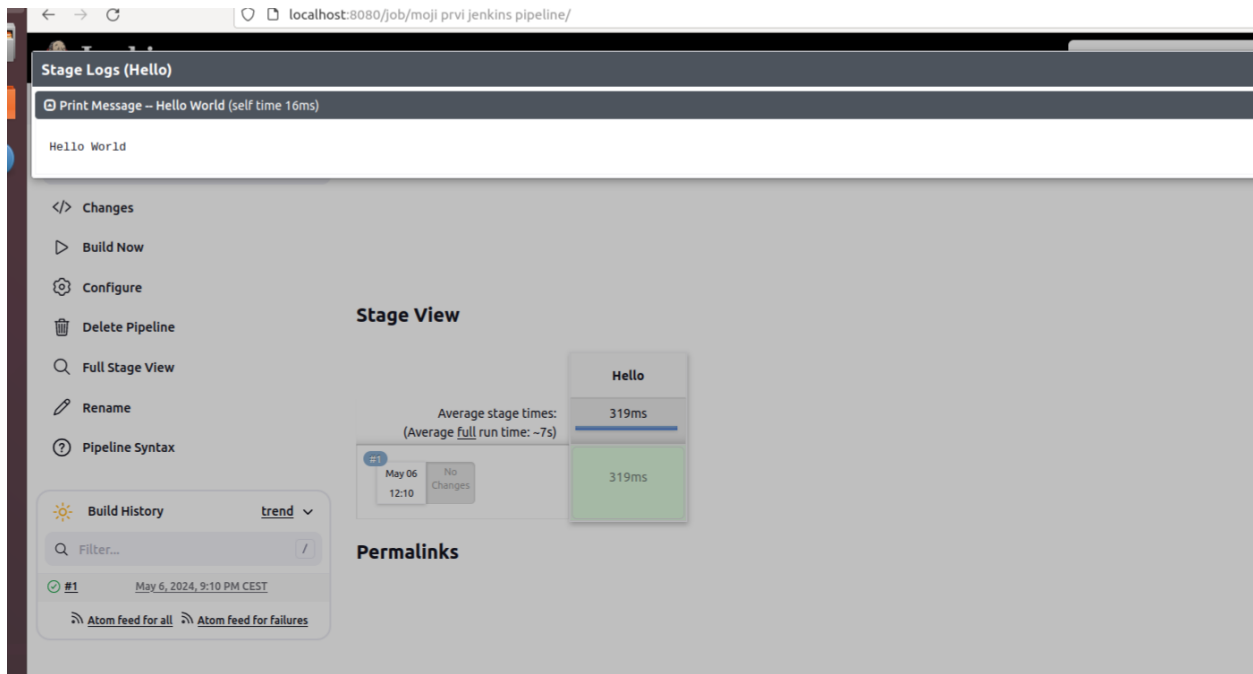 localhost:8080/job/moji prvi jenkins pipeline/
Stage Logs (Hello)
Print Message -- Hello World (self time 16ms)
Hello World
Changes
Build Now
Configure
Delete Pipeline
Full Stage View
Rename
Pipeline Syntax
Build History
trend
Filter...
/
#1
May 6, 2024, 9:10 PM CEST
Atom feed for all
Atom feed for failures
Stage View
Hello
Average stage times:
319ms
(Average full run time: ~7s)
#1
May 06
12:10
No
Changes
319ms
Permalinks